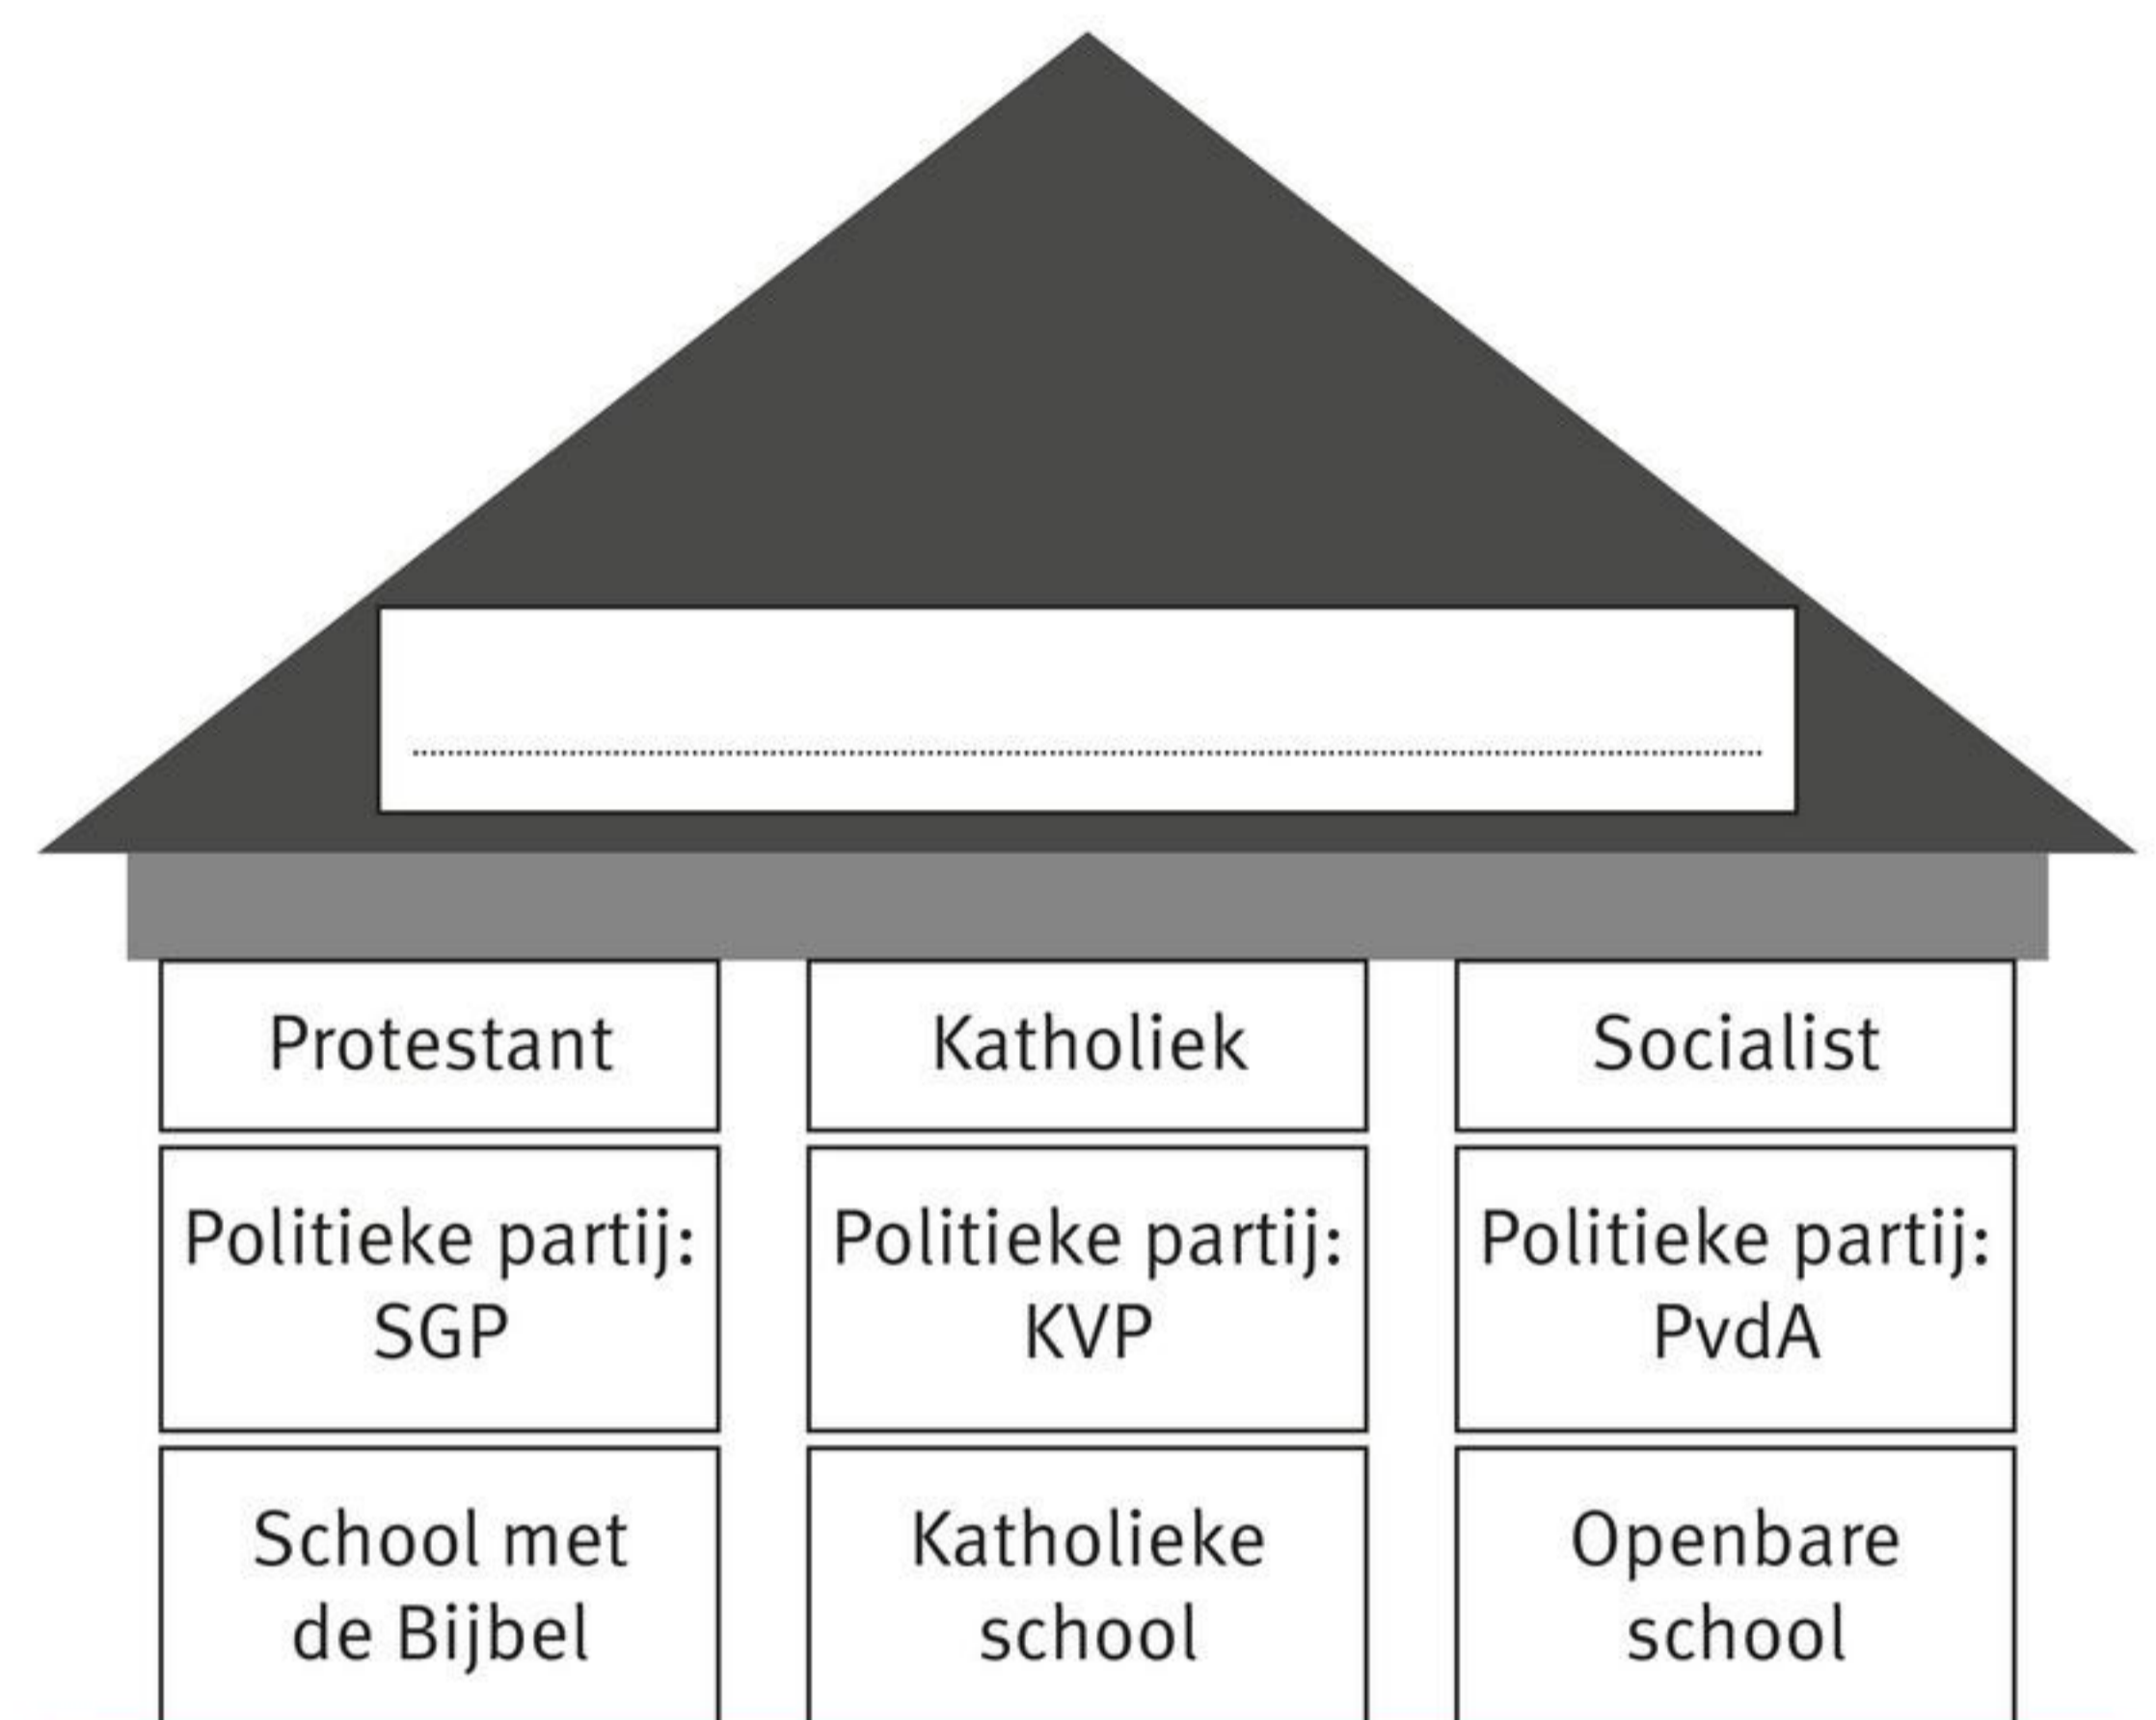 Protestant
Katholiek
Socialist
Politieke partij:
SGP
Politieke partij:
KVP
Politieke partij:
PvdA
School met
de Bijbel
Katholieke
school
Openbare
school